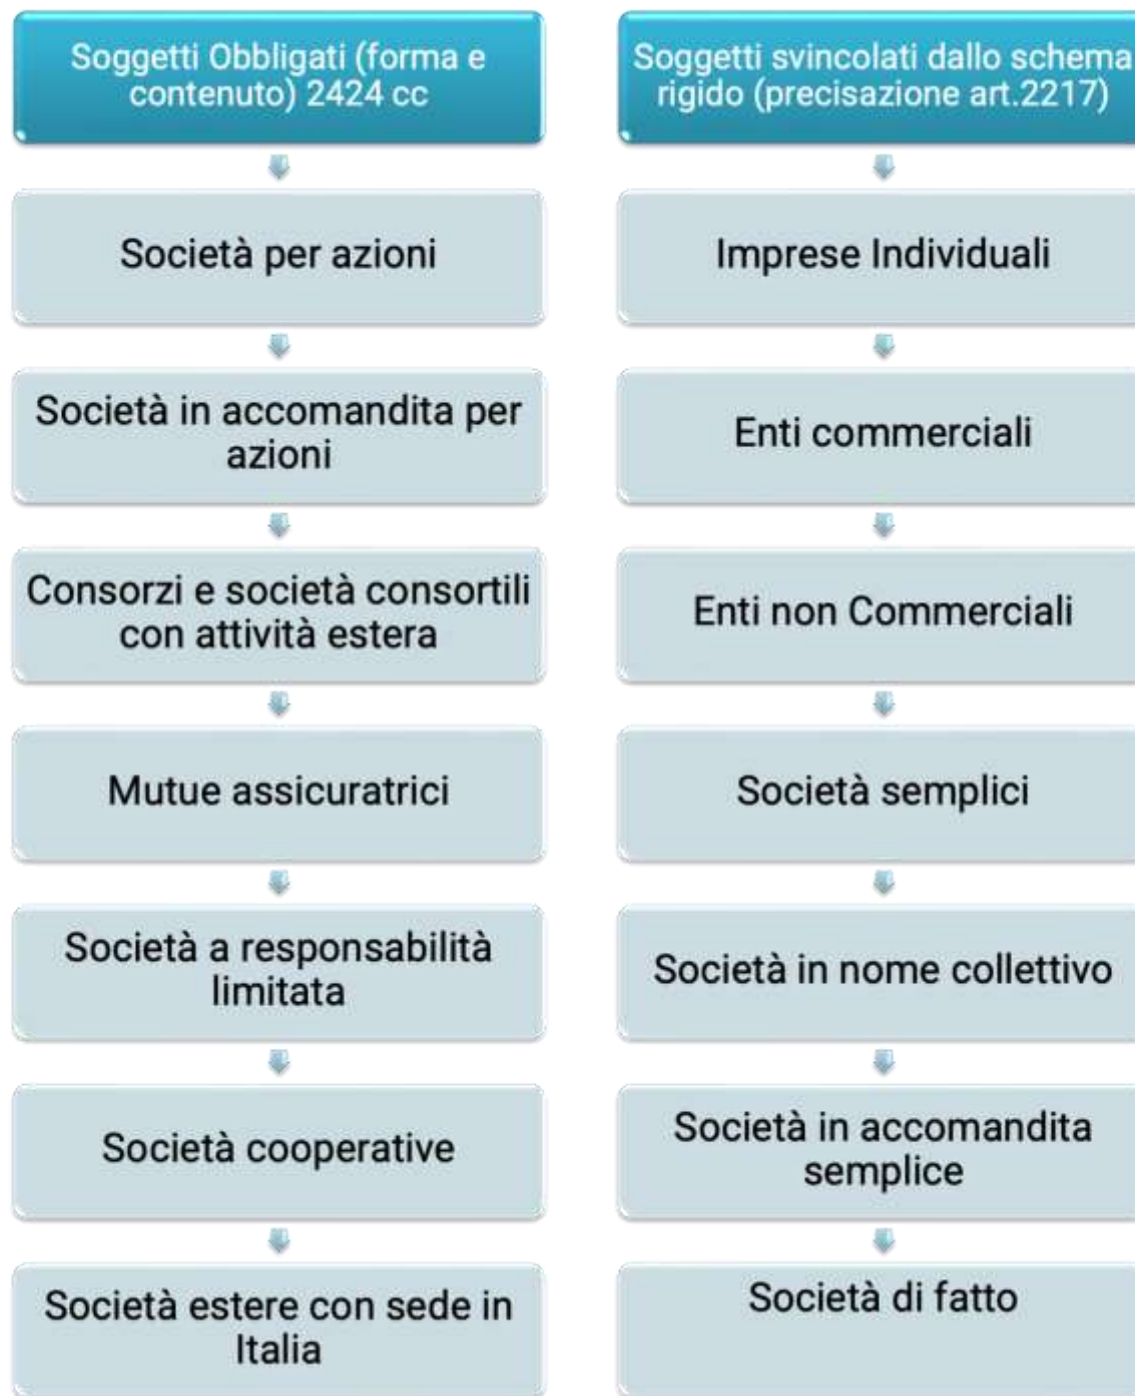 Soggetti Obbligati (forma e
contenuto) 2424 cc
Società per azioni
Società in accomandita per
azioni
Consorzi e società consortili
con attività estera
Mutue assicuratrici
Società a responsabilità
limitata
Società cooperative
Società estere con sede in
Italia
Soggetti svincolati dallo schema
rigido (precisazione art.2217)
Imprese Individuali
Enti commerciali
Enti non Commerciali
Società semplici
Società in nome collettivo
Società in accomandita
semplice
Società di fatto